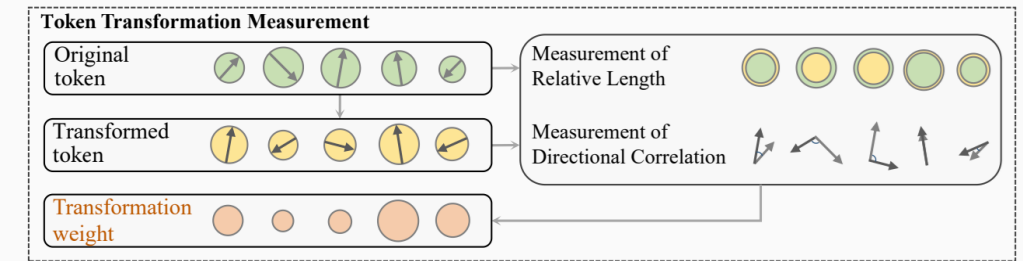 Token Transformation Measurement
Original
token
Measurement of
Relative Length
Transformed
token
Measurement of
Directional Correlation
Transformation
weight